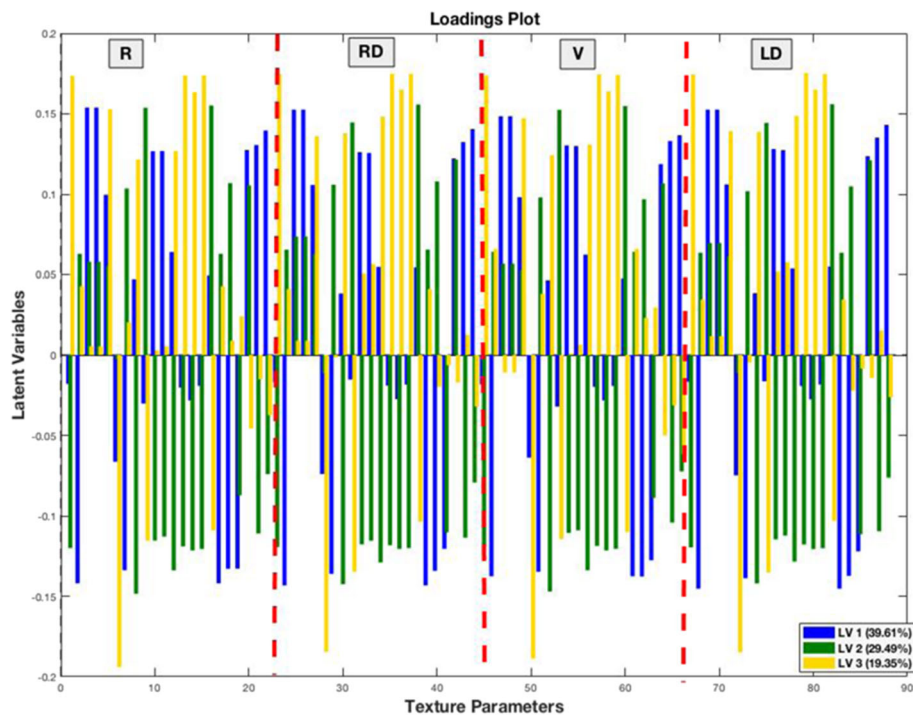 Loadings Plot
R RD V LD
0.2
0.15
0.1
0.05
0
-0.05
-0.1
-0.15
-0.2
Latent Variables
0 10 20 30 40 50 60 70 80 90
Texture Parameters
LV 1 (39.61%)
LV 2 (29.49%)
LV 3 (19.35%)